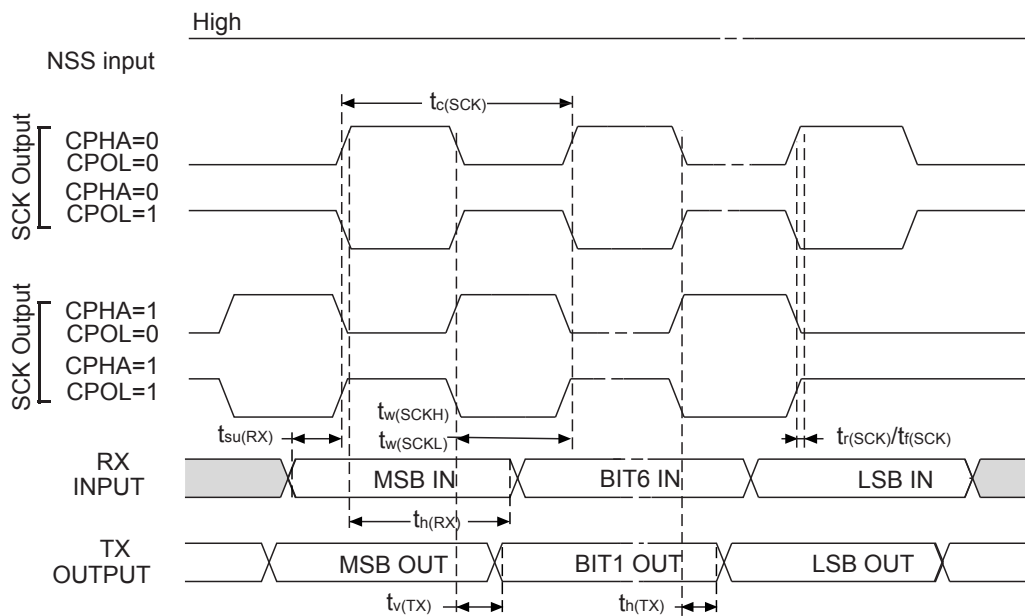 High
NSS input
tc(SCK)
SCK Output
CPHA=0
CPOL=0
CPHA=0
CPOL=1
SCK Output
CPHA=1
CPOL=0
CPHA=1
CPOL=1
tw(SCKH)
tw(SCKL)
tsu(RX)
tr(SCK)/tf(SCK)
RX
INPUT
MSB IN
BIT6 IN
LSB IN
th(RX)
TX
OUTPUT
MSB OUT
BIT1 OUT
LSB OUT
tv(TX)
th(TX)